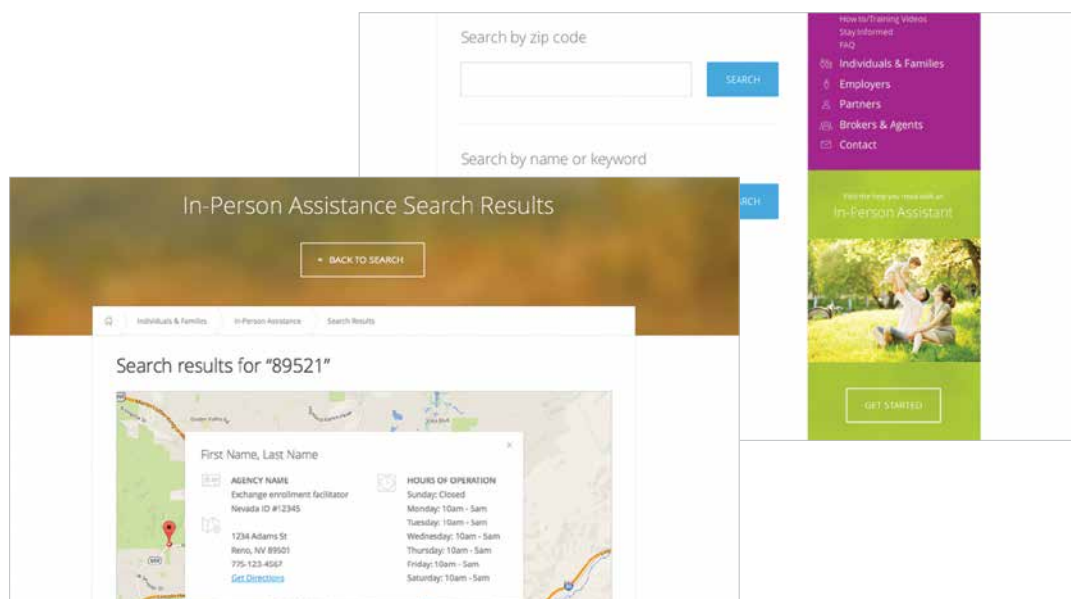 Search by zip code
SEARCH
Search by name or keyword
How to/Training Videos
Stay Informed
FAQ
Individuals & Families
Employers
Partners
Brokers & Agents
Contact
In-Person Assistant
GET STARTED
In-Person Assistance Search Results
BACK TO SEARCH
Individuals & Families
In-Person Assistance
Search Results
Search results for "89521"
First Name, Last Name
×
AGENCY NAME
Exchange enrollment facilitator
Nevada ID #12345
1234 Adams St
Reno, NV 89501
775-123-4567
Get Directions
HOURS OF OPERATION
Sunday: Closed
Monday: 10am - 5am
Tuesday: 10am - 5am
Wednesday: 10am - 5am
Thursday: 10am - 5am
Friday: 10am - 5am
Saturday: 10am - 5am